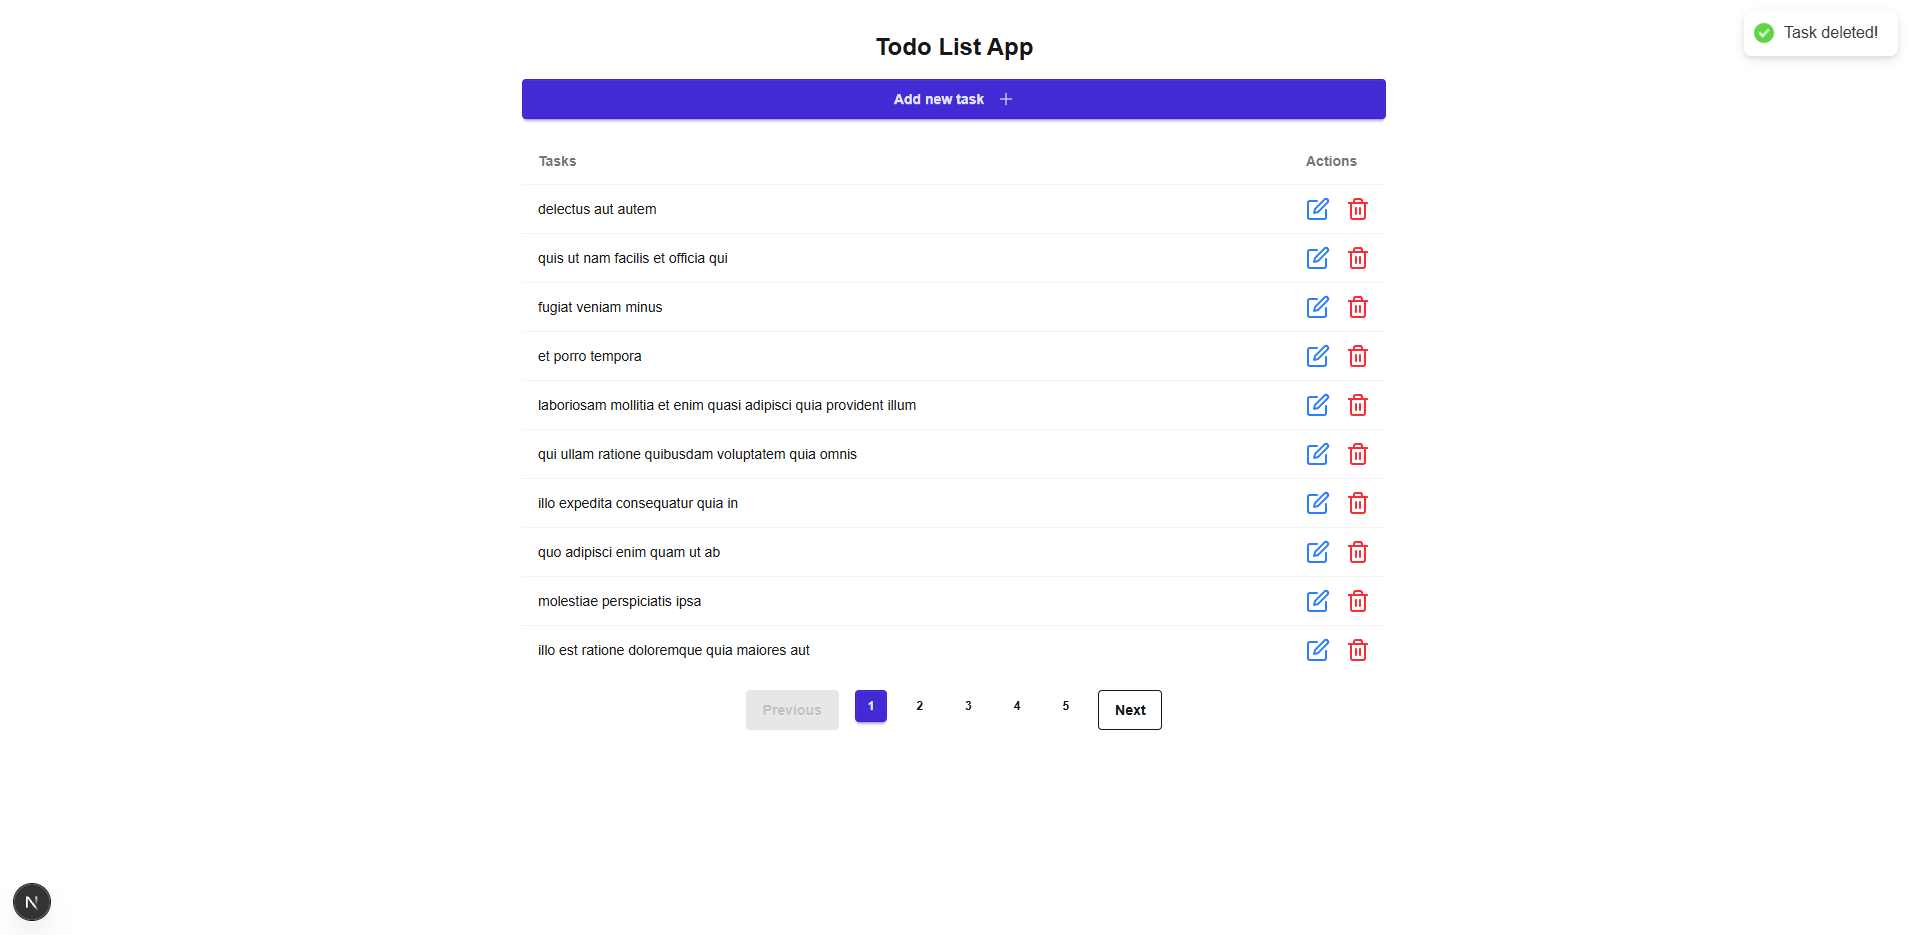 Todo List App
Task deleted!
Add new task
Tasks Actions
delectus aut autem
quis ut nam facilis et officia qui
fugiat veniam minus
et porro tempora
laboriosam mollitia et enim quasi adipisci quia provident illum
qui ullam ratione quibusdam voluptatem quia omnis
illo expedita consequatur quia in
quo adipisci enim quam ut ab
molestiae perspiciatis ipsa
illo est ratione doloremque quia maiores aut
Previous 1 2 3 4 5 Next
N